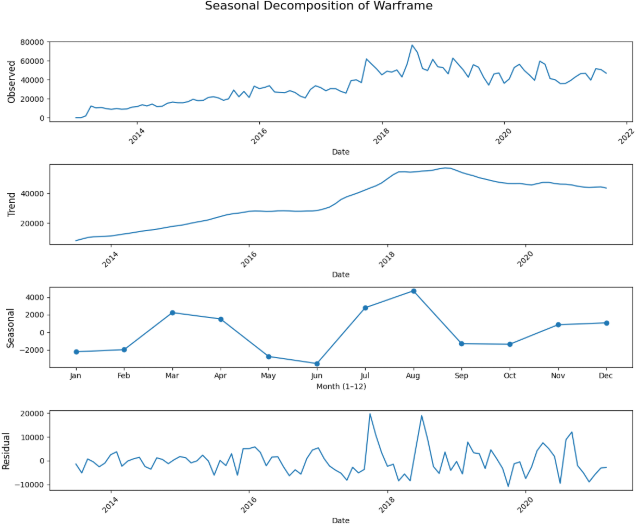 Seasonal Decomposition of Warframe
Observed
80000
60000
40000
20000
0
2014
2016
2018
2020
2022
Date
Trend
40000
20000
2014
2016
2018
2020
Date
Seasonal
4000
2000
0
−2000
Jan Feb Mar Apr May Jun Jul Aug Sep Oct Nov Dec
Month (1–12)
Residual
20000
10000
0
−10000
2014
2016
2018
2020
Date